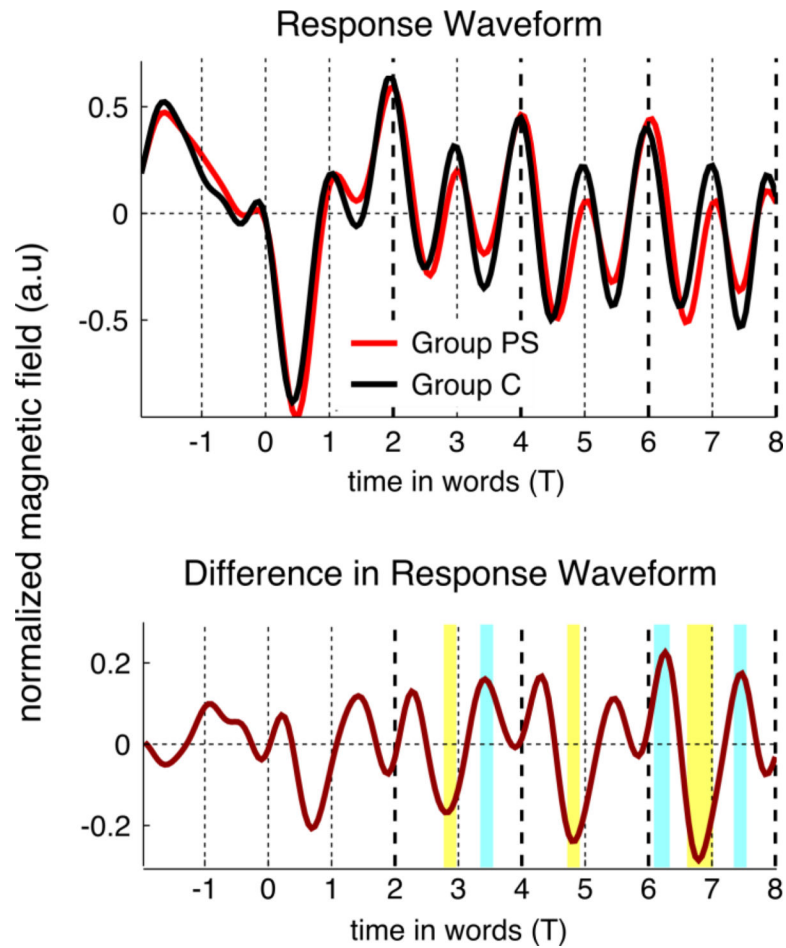 Response Waveform
normalized magnetic field (a.u)
0.5
0
-0.5
Group PS
Group C
-1 0 1 2 3 4 5 6 7 8
time in words (T)
Difference in Response Waveform
0.2
0
-0.2
-1 0 1 2 3 4 5 6 7 8
time in words (T)